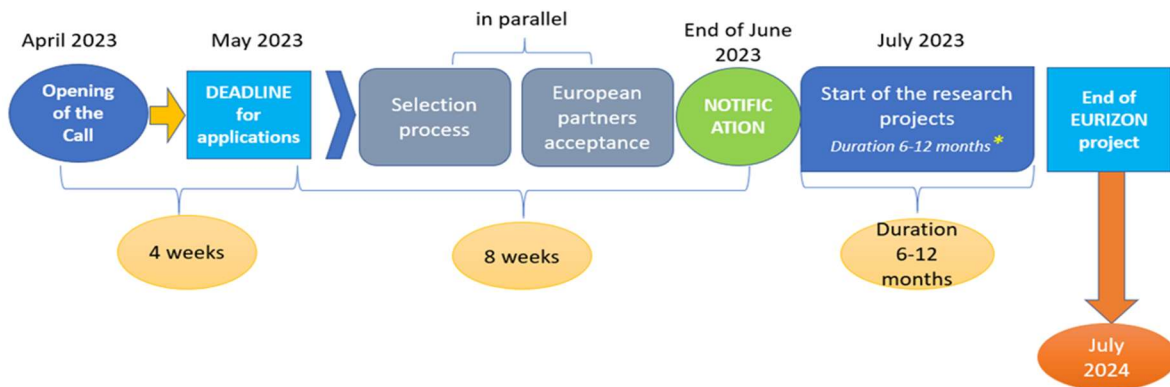 in parallel
April 2023
May 2023
End of June
2023
July 2023
Opening
of the
Call
DEADLINE
for
applications
Selection
process
European
partners
acceptance
NOTIFIC
ATION
Start of the research
projects
Duration 6-12 months*
End of
EURIZON
project
4 weeks
8 weeks
Duration
6-12
months
July
2024